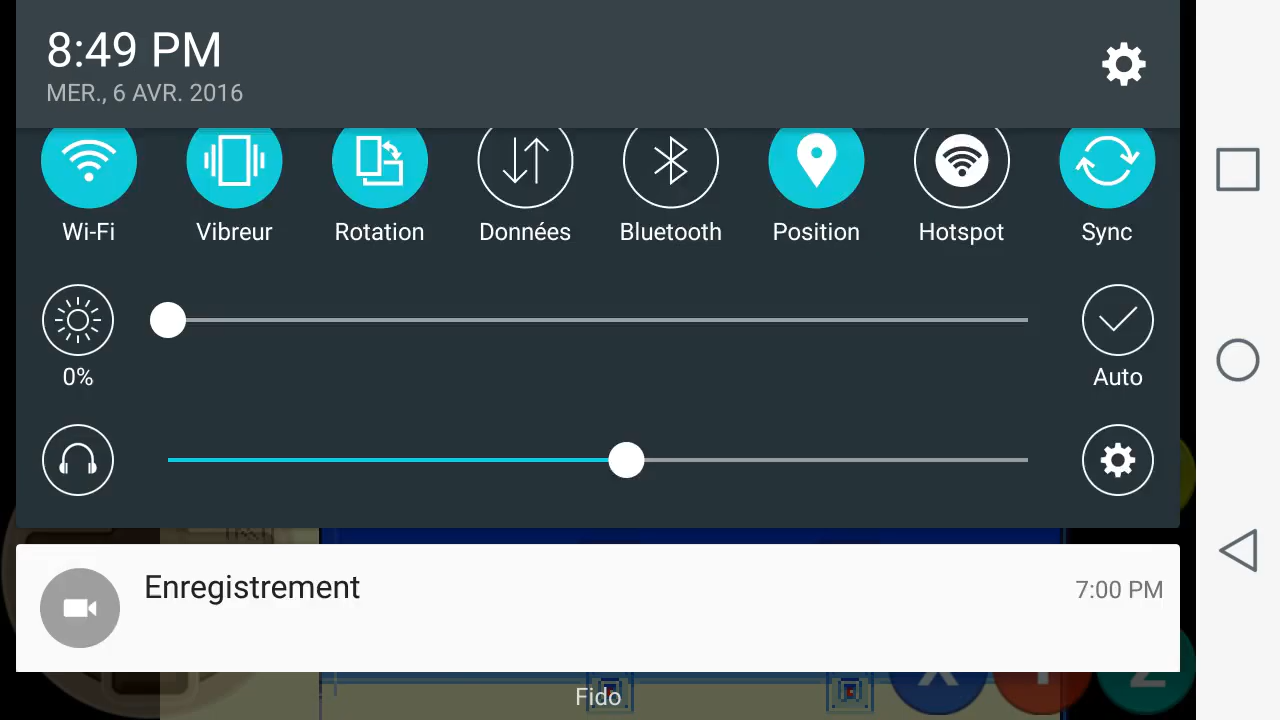 8:49 PM
MER., 6 AVR. 2016
Wi-Fi
Vibreur
Rotation
Données
Bluetooth
Position
Hotspot
Sync
0%
Auto
Enregistrement
7:00 PM
Fido